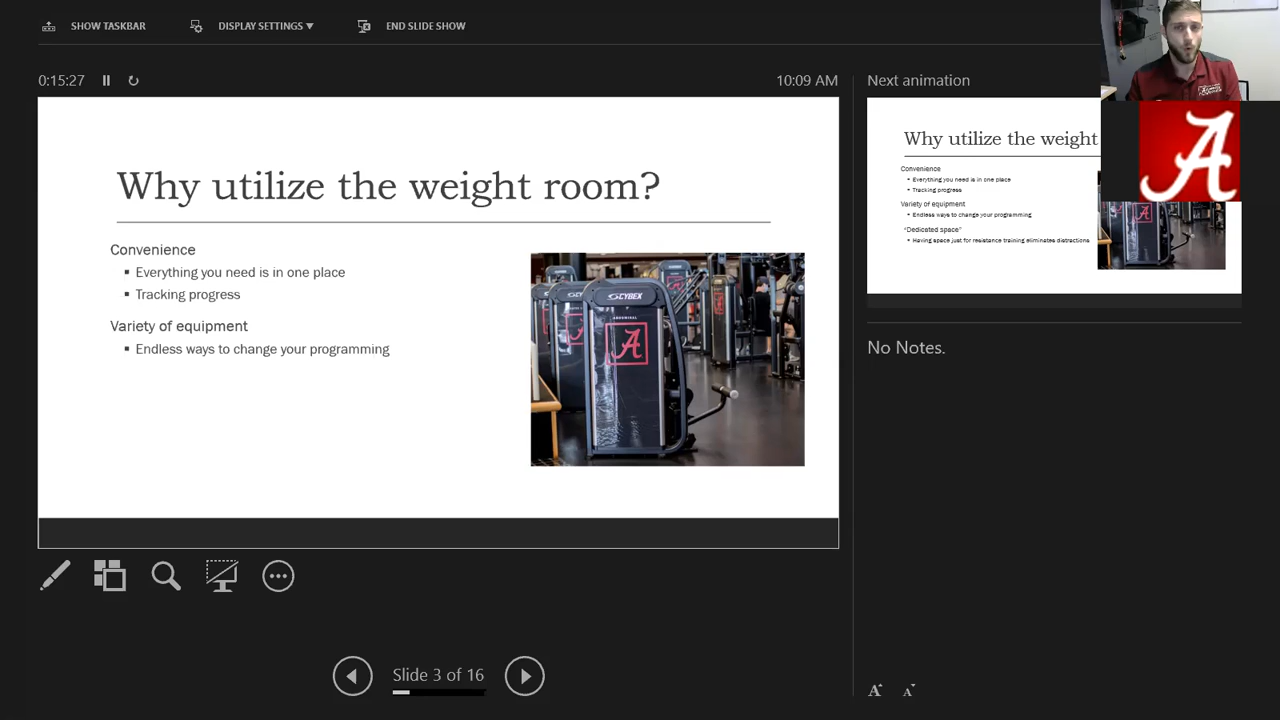 SHOW TASKBAR
DISPLAY SETTINGS ▼
END SLIDE SHOW
0:15:27
10:09 AM
Why utilize the weight room?
Convenience
▪ Everything you need is in one place
▪ Tracking progress
Variety of equipment
▪ Endless ways to change your programming
CYBEX
ABDOMINAL
A
Slide 3 of 16
Next animation
Why utilize the weight
Convenience
▪ Everything you need is in one place
▪ Tracking progress
Variety of equipment
▪ Endless ways to change your programming
"Dedicated space"
▪ Having space just for resistance training eliminates distractions
A
No Notes.
A
A